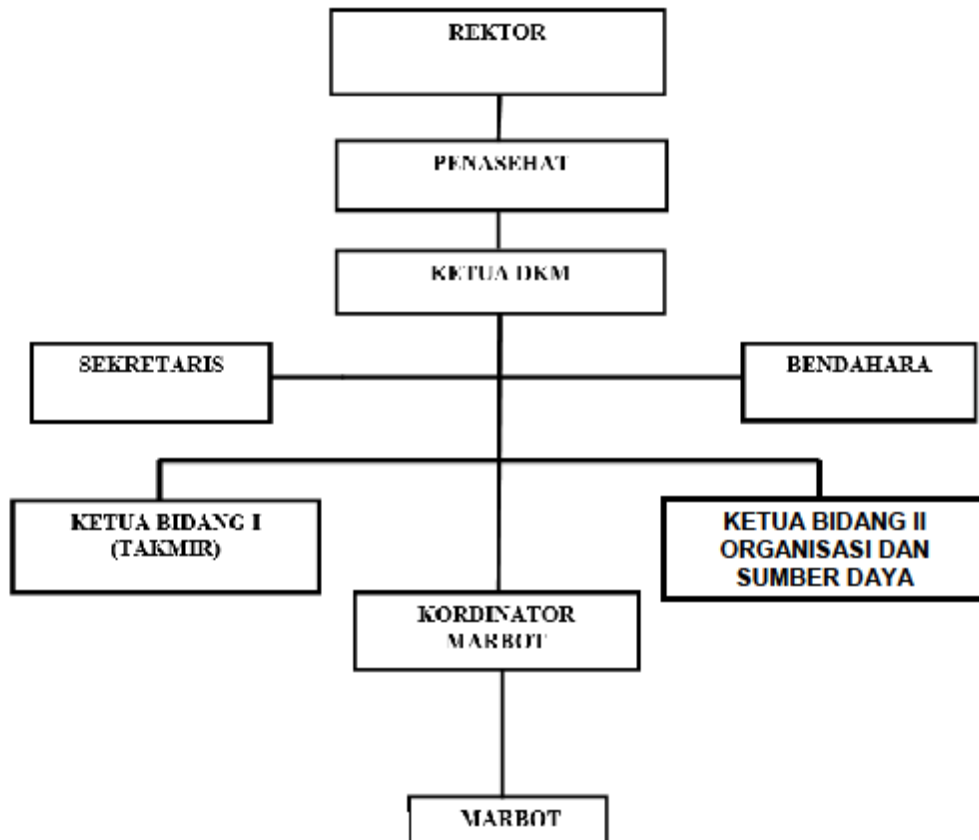 REKTOR
PENASEHAT
KETUA DKM
SEKRETARIS
BENDAHARA
KETUA BIDANG I
(TAKMIR)
KETUA BIDANG II
ORGANISASI DAN
SUMBER DAYA
KORDINATOR
MARBOT
MARBOT